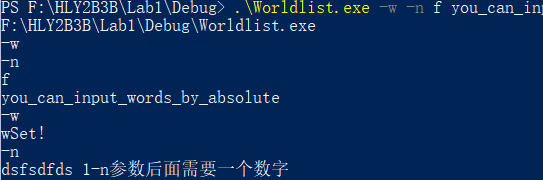 PS F:\HLY2B3B\Lab1\Debug> .\Worldlist.exe -w -n f you_can_in
F:\HLY2B3B\Lab1\Debug\Worldlist.exe
-w
-n
f
you_can_input_words_by_absolute
-w
wSet!
-n
dsfsdfds 1-n参数后面需要一个数字